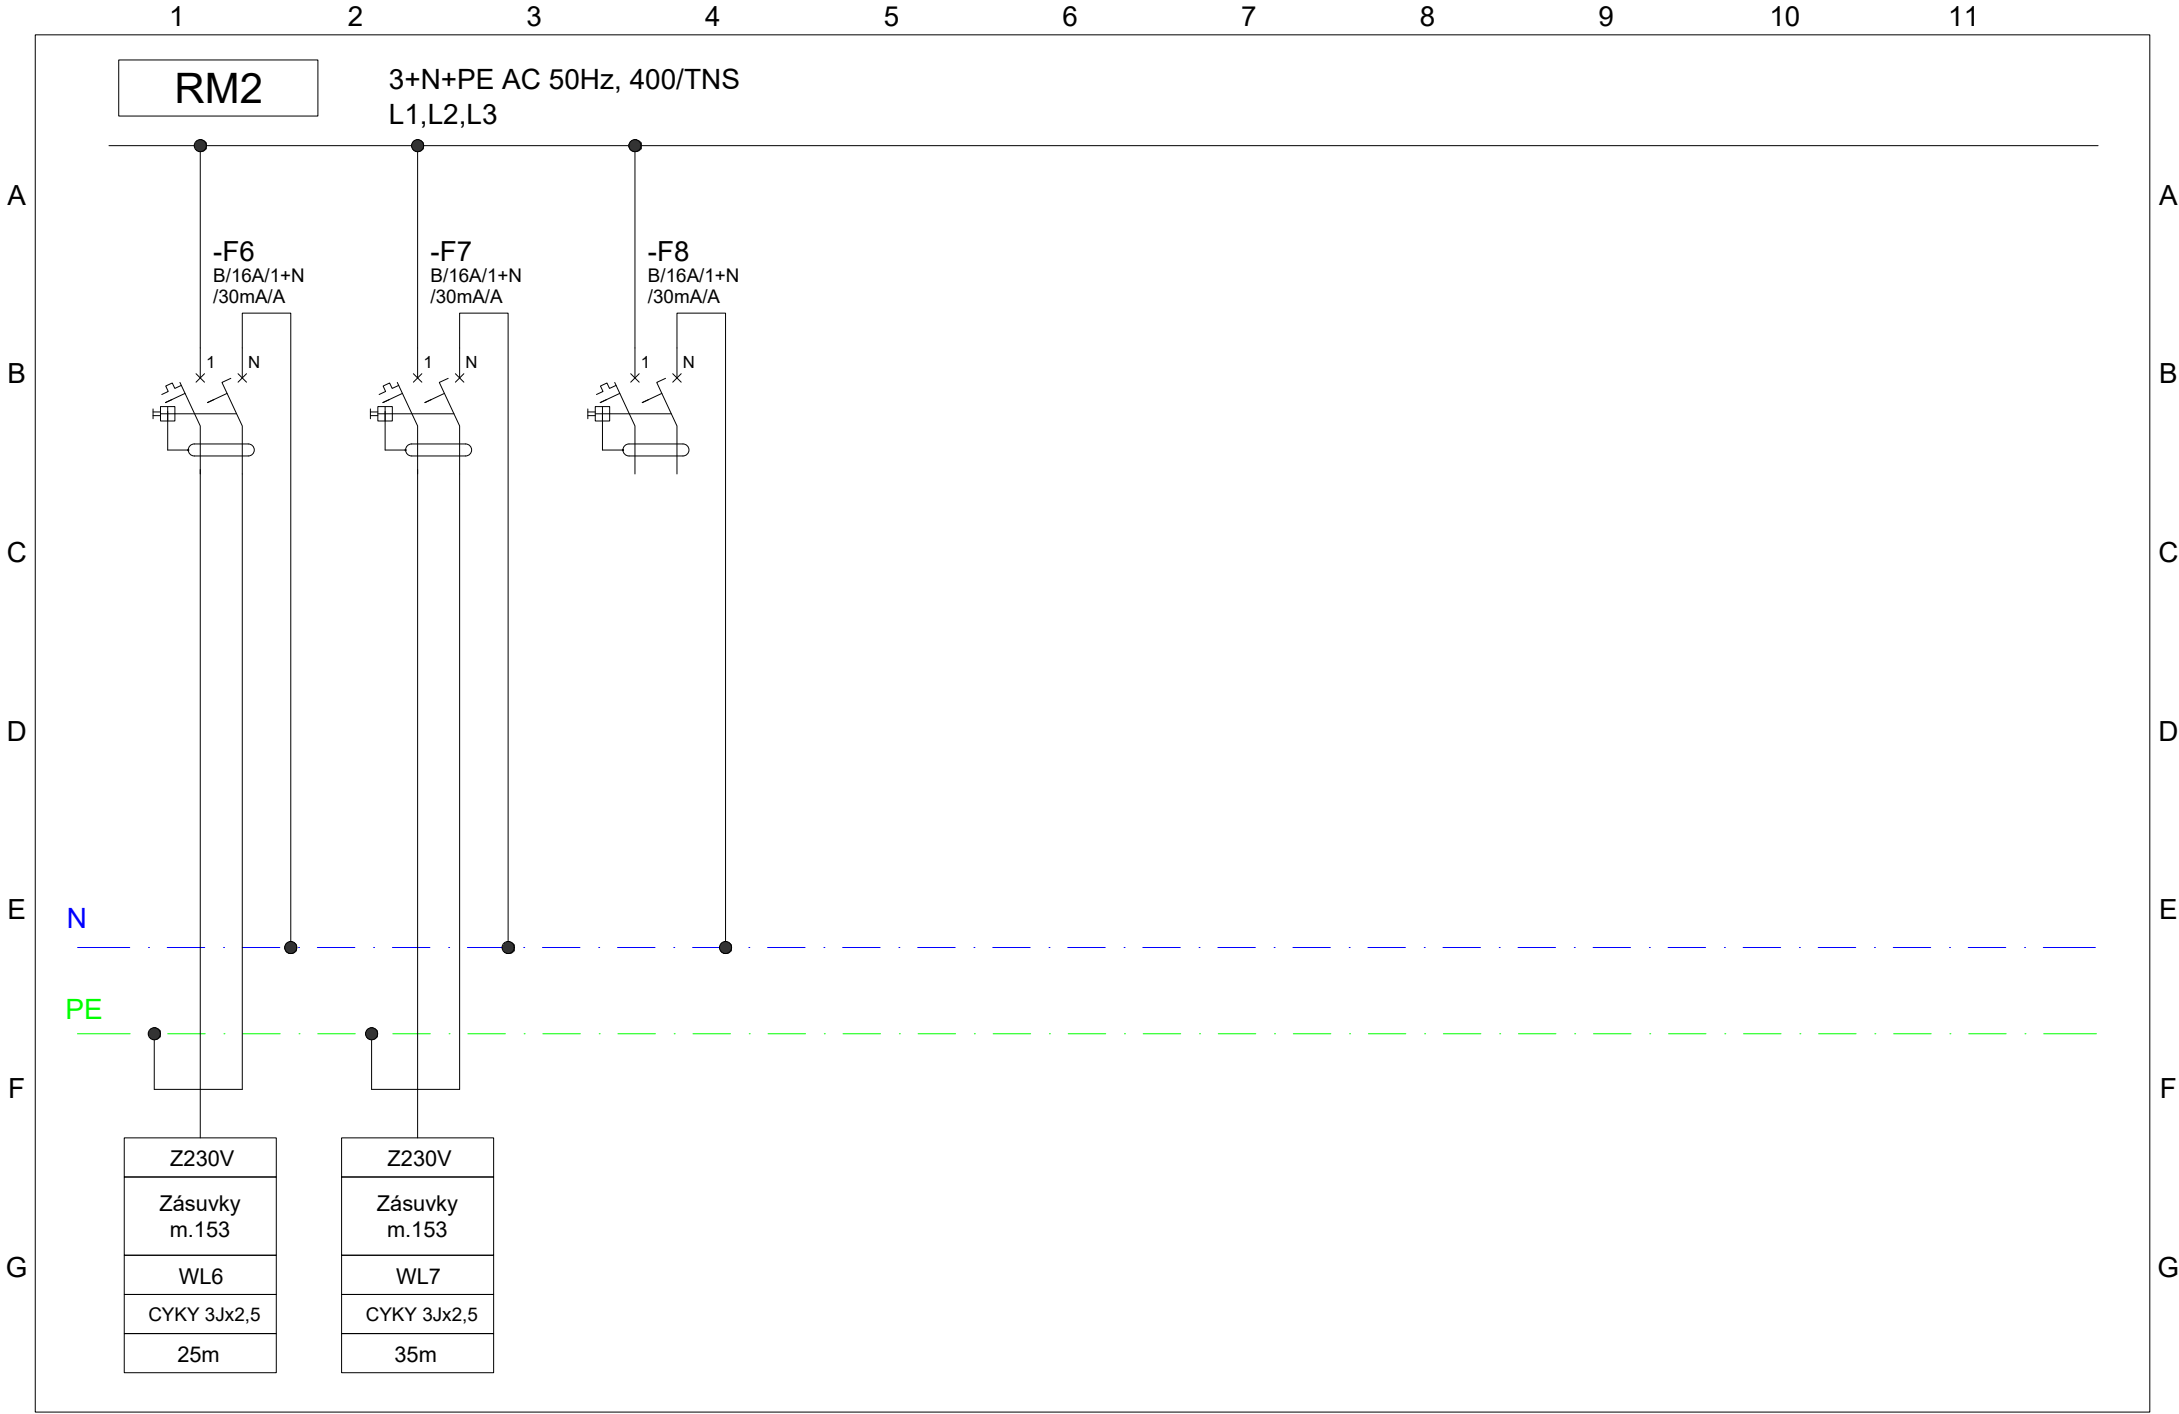 1 2 3 4 5 6 7 8 9 10 11
RM2
3+N+PE AC 50Hz, 400/TNS
L1,L2,L3
A A
-F6 -F7 -F8
B/16A/1+N B/16A/1+N B/16A/1+N
/30mA/A /30mA/A /30mA/A
1 N 1 N 1 N
B B
C C
D D
E E
N
PE
F F
Z230V Z230V
Zásuvky Zásuvky
m.153 m.153
G G
WL6 WL7
CYKY 3Jx2,5 CYKY 3Jx2,5
25m 35m